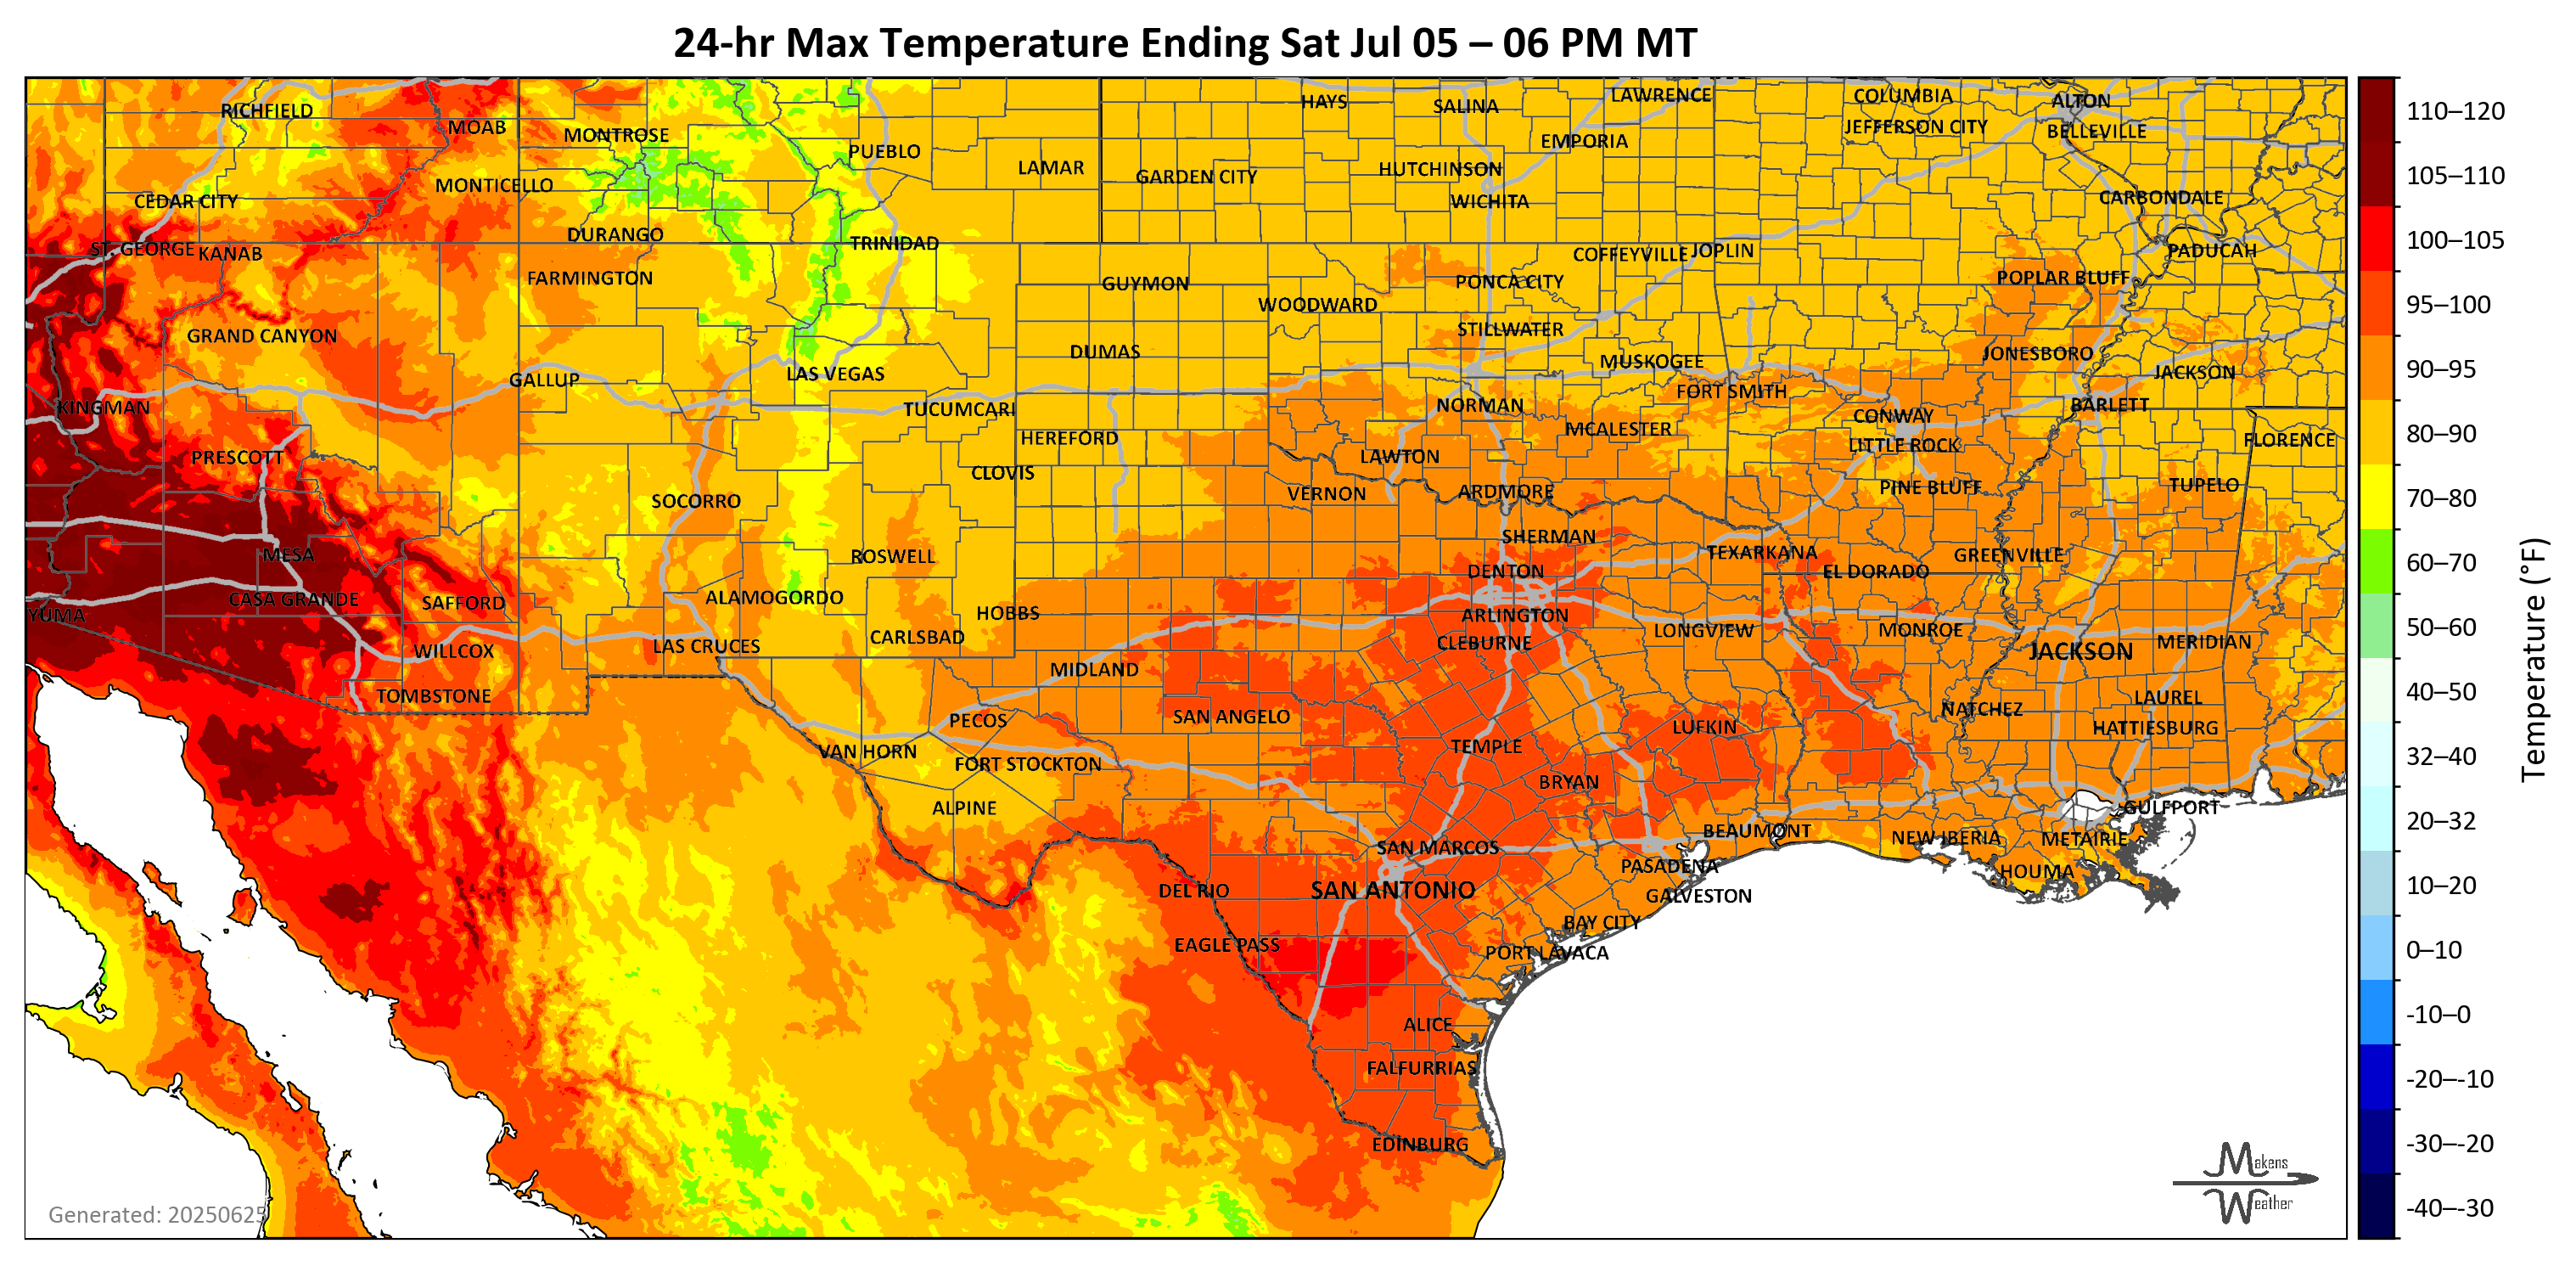 24-hr Max Temperature Ending Sat Jul 05 – 06 PM MT
RICHFIELD
MOAB
MONTROSE
PUEBLO
LAMAR
HAYS
SALINA
LAWRENCE
COLUMBIA
ALTON
JEFFERSON CITY
BELLEVILLE
EMPORIA
GARDEN CITY
HUTCHINSON
MONTICELLO
CEDAR CITY
WICHITA
CARBONDALE
DURANGO
TRINIDAD
ST. GEORGE
KANAB
COFFEYVILLE
JOPLIN
PADUCAH
FARMINGTON
GUYMON
PONCA CITY
POPLAR BLUFF
WOODWARD
GRAND CANYON
STILLWATER
DUMAS
MUSKOGEE
JONESBORO
GALLUP
LAS VEGAS
JACKSON
FORT SMITH
KINGMAN
TUCUMCARI
NORMAN
BARLETT
CONWAY
HEREFORD
MCALESTER
LITTLE ROCK
FLORENCE
PRESCOTT
LAWTON
CLOVIS
SOCORRO
VERNON
ARDMORE
PINE BLUFF
TUPELO
SHERMAN
MESA
ROSWELL
TEXARKANA
GREENVILLE
DENTON
EL DORADO
CASA GRANDE
SAFFORD
ALAMOGORDO
YUMA
HOBBS
ARLINGTON
LAS CRUCES
CARLSBAD
CLEBURNE
LONGVIEW
MONROE
MERIDIAN
WILLCOX
JACKSON
MIDLAND
TOMBSTONE
LAUREL
PECOS
SAN ANGELO
NATCHEZ
LUFKIN
HATTIESBURG
VAN HORN
TEMPLE
FORT STOCKTON
BRYAN
ALPINE
GULFPORT
BEAUMONT
NEW IBERIA
METAIRIE
SAN MARCOS
PASADENA
HOUMA
DEL RIO
SAN ANTONIO
GALVESTON
BAY CITY
EAGLE PASS
PORT LAVACA
ALICE
FALFURRIAS
EDINBURG
Generated: 20250625
Makens
Weather
110–120
105–110
100–105
95–100
90–95
80–90
70–80
60–70
50–60
40–50
32–40
20–32
10–20
0–10
-10–0
-20–-10
-30–-20
-40–-30
Temperature (°F)